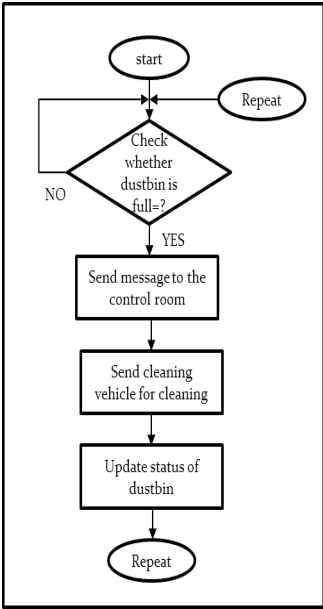 start
Repeat
Check
whether
dustbin is
full=?
NO
YES
Send message to the
control room
Send cleaning
vehicle for cleaning
Update status of
dustbin
Repeat